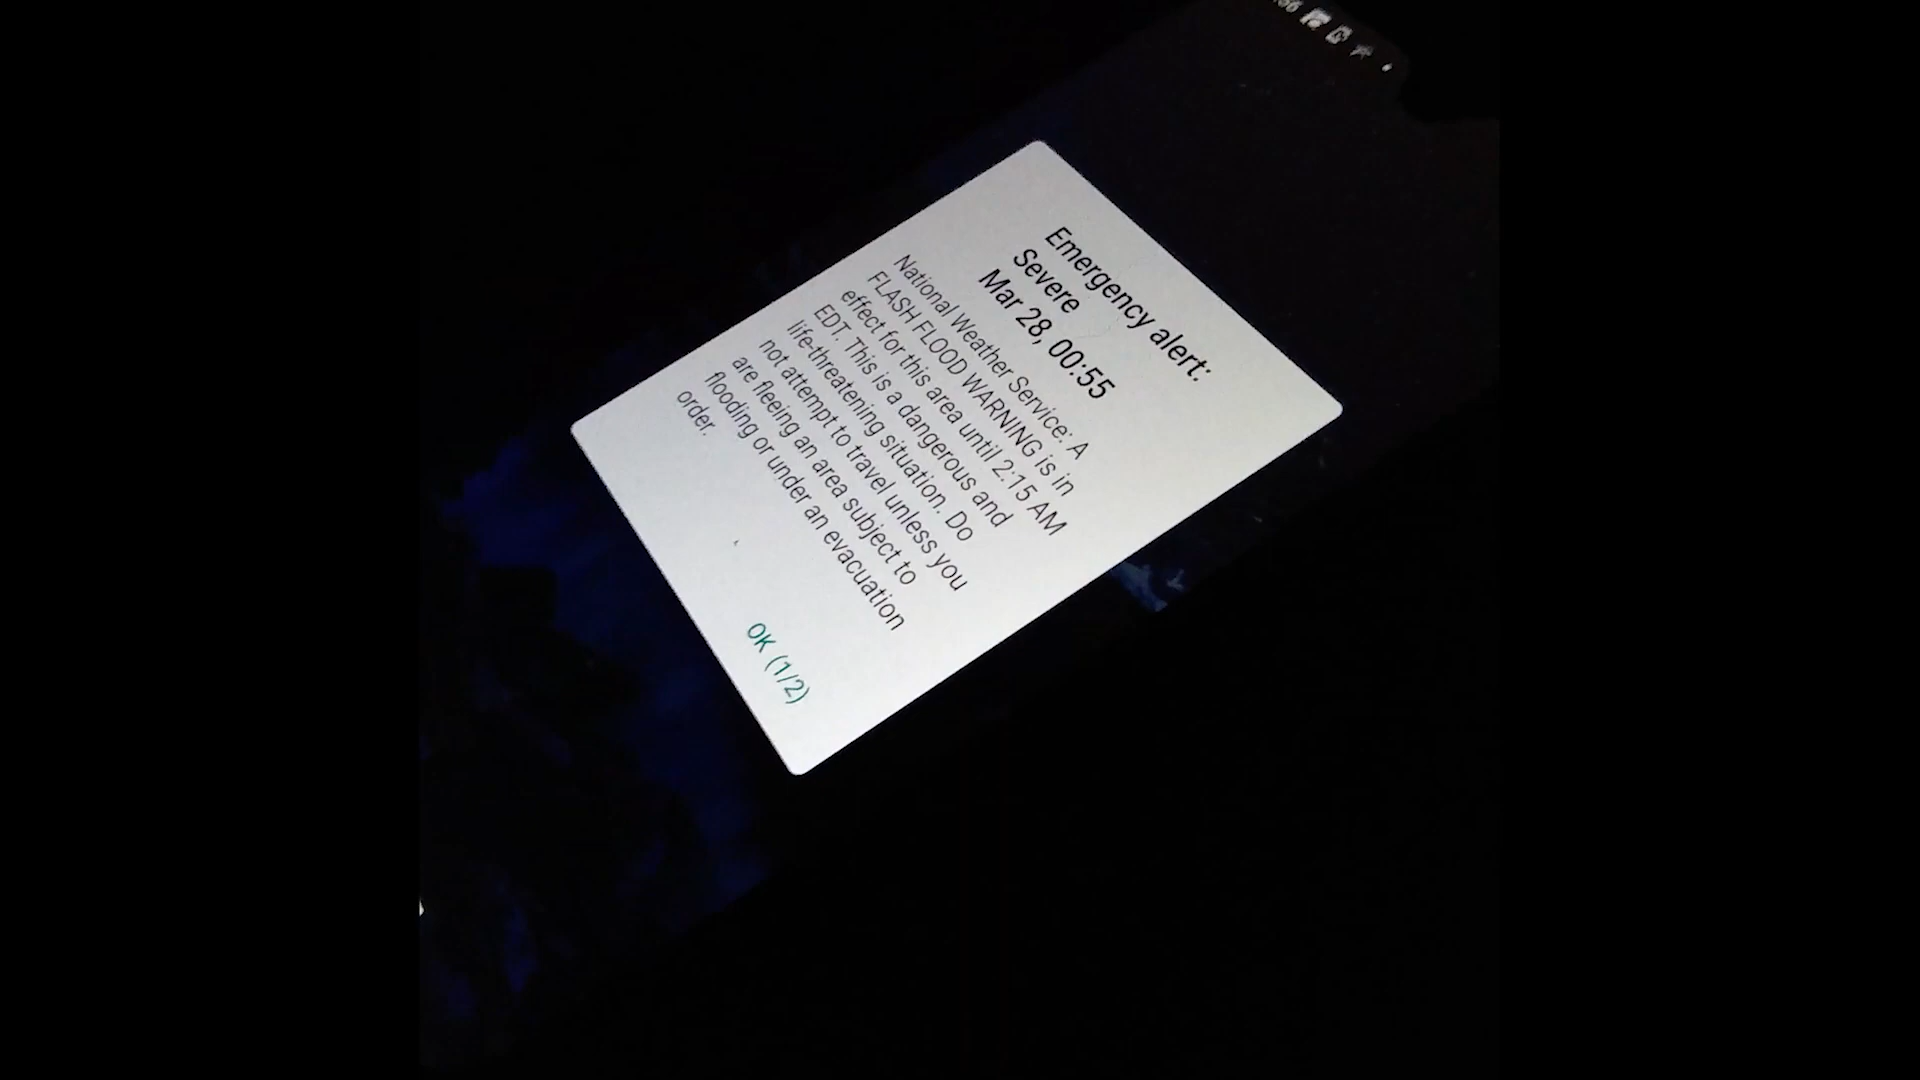 Emergency alert:
Severe
Mar 28, 00:55
National Weather Service: A
FLASH FLOOD WARNING is in
effect for this area until 2:15 AM
EDT. This is a dangerous and
life-threatening situation. Do
not attempt to travel unless you
are fleeing an area subject to
flooding or under an evacuation
order.
OK (1/2)